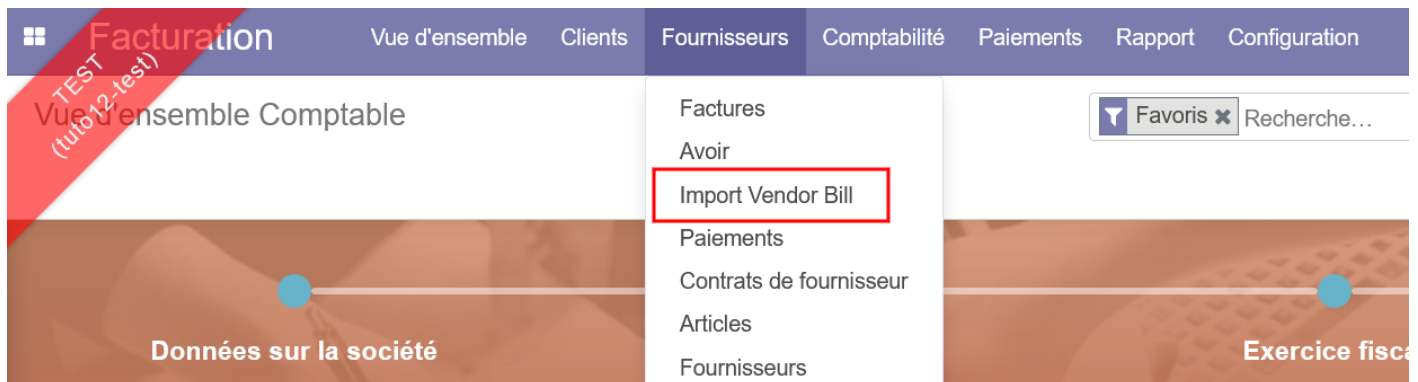 Facturation
Vue d'ensemble Clients Fournisseurs Comptabilité Paiements Rapport Configuration
TEST
(tuto12-test)
Vue d'ensemble Comptable
Favoris Recherche...
Factures
Avoir
Import Vendor Bill
Paiements
Contrats de fournisseur
Articles
Fournisseurs
Données sur la société
Exercice fisca